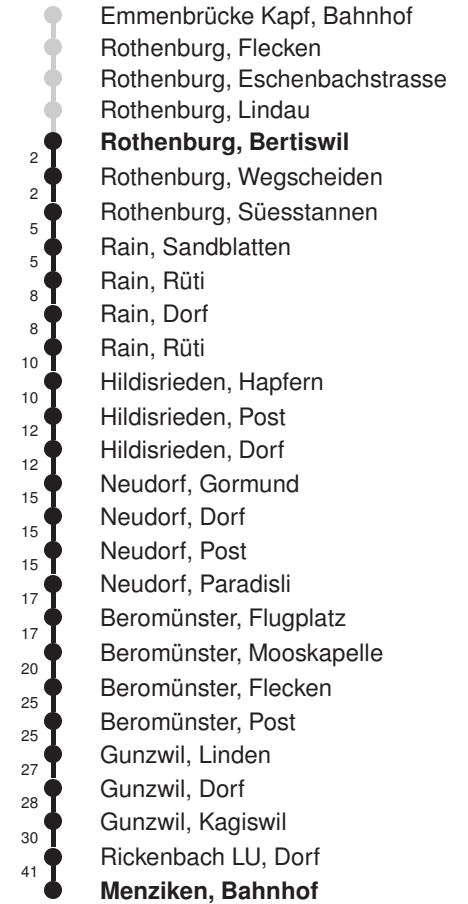 Emmenbrücke Kapf, Bahnhof
Rothenburg, Flecken
Rothenburg, Eschenbachstrasse
Rothenburg, Lindau
Rothenburg, Bertiswil
2
Rothenburg, Wegscheiden
2
Rothenburg, Süesstannen
5
Rain, Sandblatten
5
Rain, Rüti
8
Rain, Dorf
8
Rain, Rüti
10
Hildisrieden, Hapfern
10
Hildisrieden, Post
12
Hildisrieden, Dorf
12
Neudorf, Gormund
15
Neudorf, Dorf
15
Neudorf, Post
15
Neudorf, Paradisli
17
Beromünster, Flugplatz
17
Beromünster, Mooskapelle
20
Beromünster, Flecken
25
Beromünster, Post
25
Gunzwil, Linden
27
Gunzwil, Dorf
28
Gunzwil, Kagiswil
30
Rickenbach LU, Dorf
41
Menziken, Bahnhof